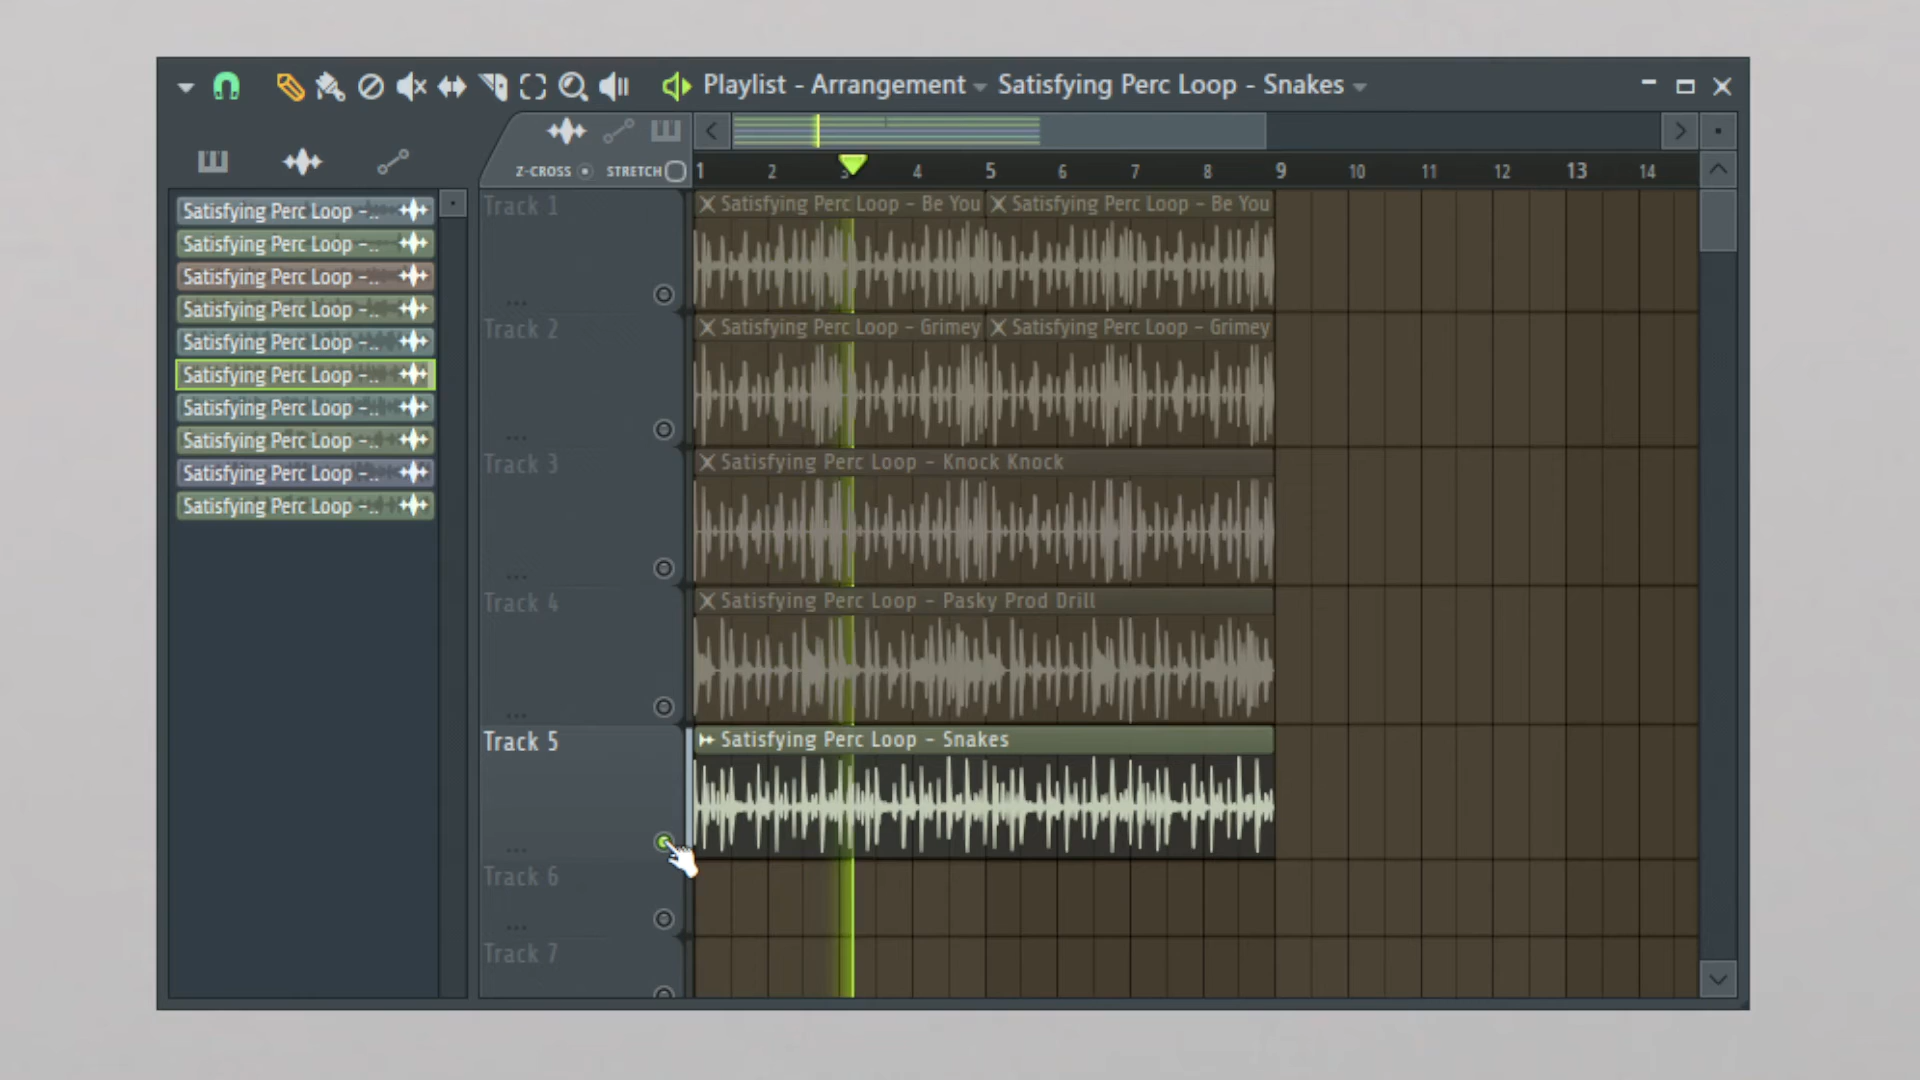 Playlist - Arrangement Satisfying Perc Loop - Snakes
Z-CROSS STRETCH
1 2 3 4 5 6 7 8 9 10 11 12 13 14
Satisfying Perc Loop -..
Satisfying Perc Loop -..
Satisfying Perc Loop -..
Satisfying Perc Loop -..
Satisfying Perc Loop -..
Satisfying Perc Loop -..
Satisfying Perc Loop -..
Satisfying Perc Loop -..
Satisfying Perc Loop -..
Satisfying Perc Loop -..
Track 1
Satisfying Perc Loop - Be You Satisfying Perc Loop - Be You
...
Track 2
Satisfying Perc Loop - Grimey Satisfying Perc Loop - Grimey
...
Track 3
Satisfying Perc Loop - Knock Knock
...
Track 4
Satisfying Perc Loop - Pasky Prod Drill
...
Track 5
Satisfying Perc Loop - Snakes
...
Track 6
...
Track 7